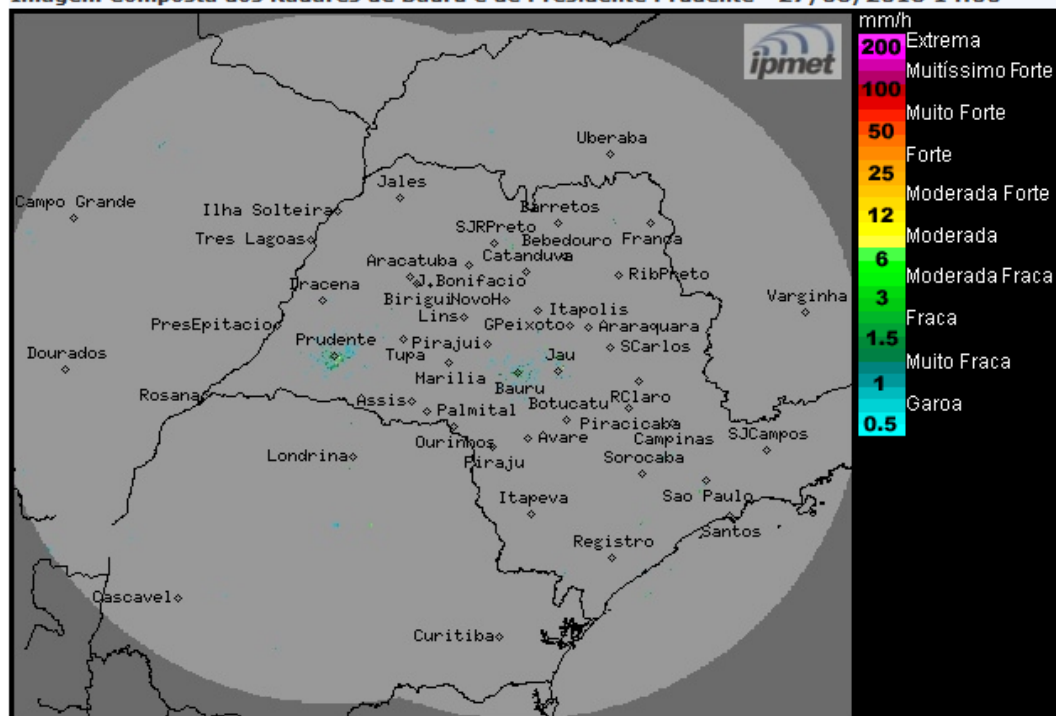 Imagem Composta dos Radares de Bauru e de Presidente Prudente -
mm/h
ipmet
200 Extrema
Muitíssimo Forte
100
Muito Forte
50
Forte
25
Moderada Forte
12
Moderada
6
Moderada Fraca
3
Fraca
1.5
Muito Fraca
1
Garoa
0.5
Uberaba
Jales
Campo Grande
Ilha Solteira
Barretos
SJRPreto
Franca
Tres Lagoas
Bebedouro
Catanduva
Aracatuba
RibPreto
J.Bonifacio
Dracena
Varginha
Birigui
NovoH
Itapolis
Lins
PresEpitacio
GPeixoto
Araraquara
Prudente
Pirajui
SCarlos
Dourados
Tupa
Jau
Marilia
Bauru
Rosana
Assis
RClaro
Botucatu
Palmital
Piracicaba
Ourinhos
Avare
Campinas
SJCampos
Londrina
Piraju
Sorocaba
Itapeva
Sao Paulo
Santos
Registro
Cascavel
Curitiba